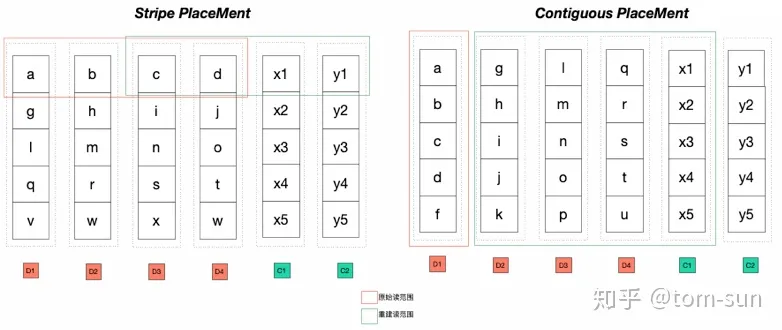 Stripe PlaceMent
a b c d x1 y1
g h i j x2 y2
l m n o x3 y3
q r s t x4 y4
v w x w x5 y5
D1 D2 D3 D4 C1 C2
Contiguous PlaceMent
a g l q x1 y1
b h m r x2 y2
c i n s x3 y3
d j o t x4 y4
f k p u x5 y5
D1 D2 D3 D4 C1 C2
原始读范围
重建读范围
知乎 @tom-sun